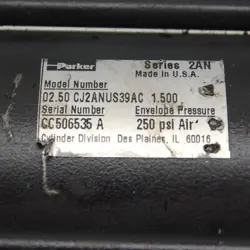 Parker
Series 2AN
Made In U.S.A.
Model Number
02.50 CJ2ANUS39AC 1.500
Serial Number Envelope Pressure
CC506535 A 250 psi Air
Cylinder Division Des Plaines, IL 60016